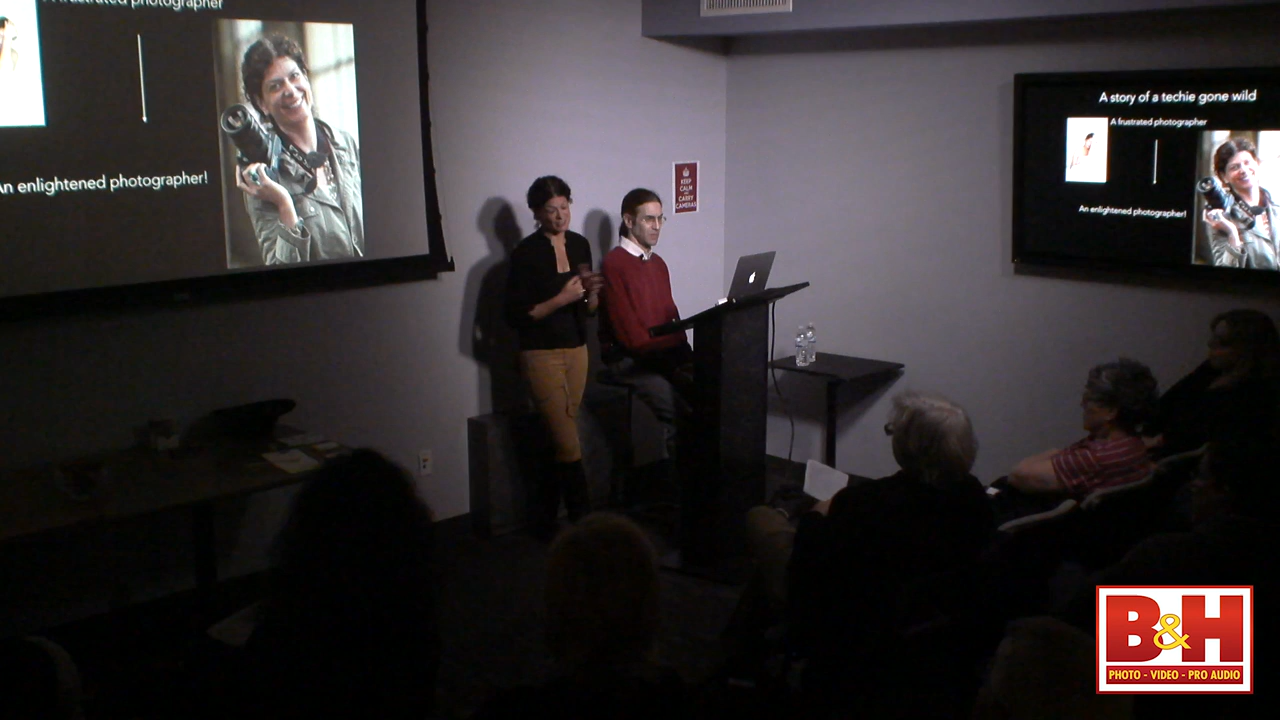 A frustrated photographer
An enlightened photographer!
KEEP
CALM
CARRY
CAMERAS
A story of a techie gone wild
A frustrated photographer
An enlightened photographer!
B&H
PHOTO - VIDEO - PRO AUDIO